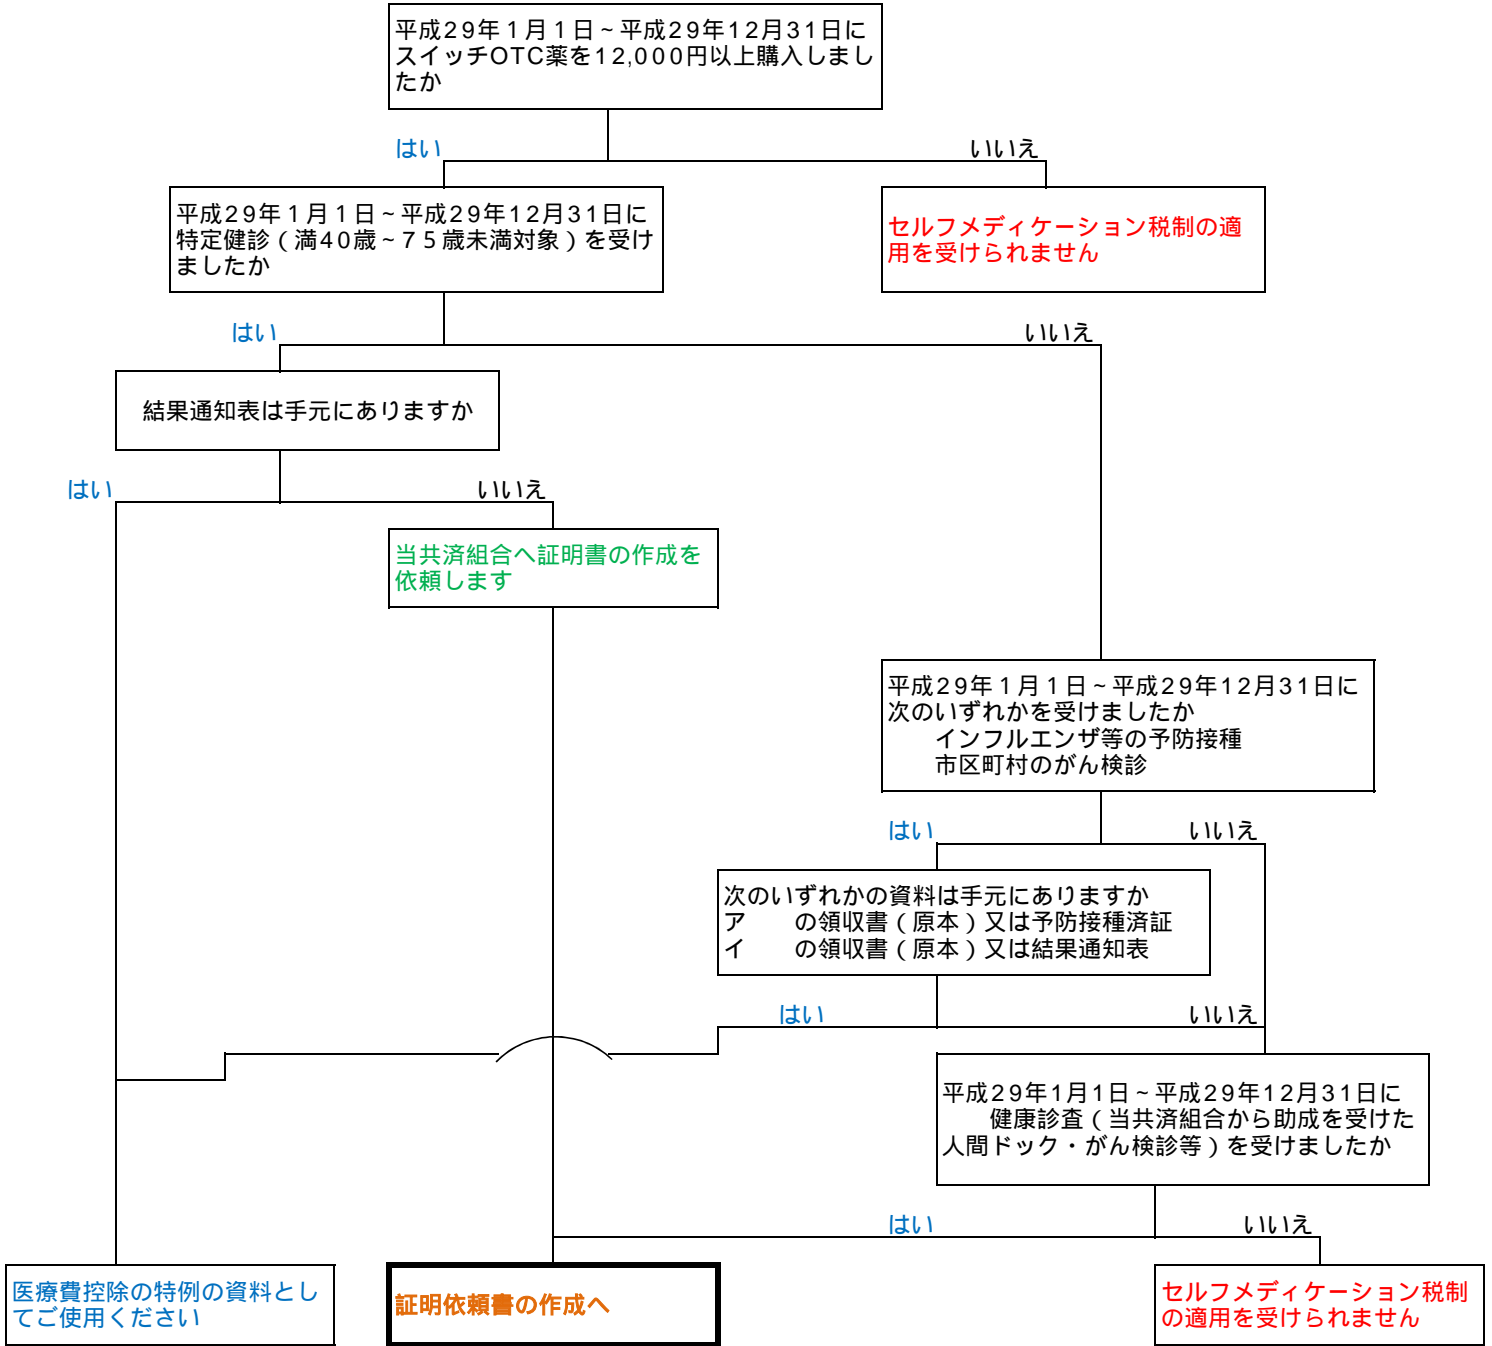 平成29年１月１日～平成29年12月31日に
スイッチOTC薬を12,000円以上購入しまし
たか
はい
いいえ
平成29年１月１日～平成29年12月31日に
特定健診（満40歳～７５歳未満対象）を受け
ましたか
セルフメディケーション税制の適
用を受けられません
はい
いいえ
結果通知表は手元にありますか
はい
いいえ
当共済組合へ証明書の作成を
依頼します
平成29年１月１日～平成29年12月31日に
次のいずれかを受けましたか
インフルエンザ等の予防接種
市区町村のがん検診
はい
いいえ
次のいずれかの資料は手元にありますか
ア　　の領収書（原本）又は予防接種済証
イ　　の領収書（原本）又は結果通知表
はい
いいえ
平成29年1月1日～平成29年12月31日に
健康診査（当共済組合から助成を受けた
人間ドック・がん検診等）を受けましたか
はい
いいえ
医療費控除の特例の資料とし
てご使用ください
証明依頼書の作成へ
セルフメディケーション税制
の適用を受けられません